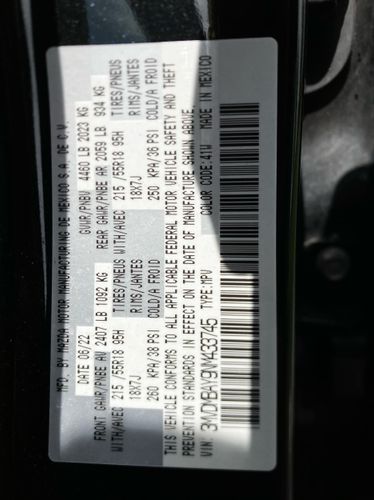 MFD. BY MAZDA MOTOR MANUFACTURING DE MEXICO S.A. DE C.V.
DATE 06/22 GVWR/PNBV 4460 LB 2023 KG
FRONT GAWR/PNBE AV 2407 LB 1092 KG REAR GAWR/PNBE AR 2059 LB 934 KG
WITH/AVEC 215/55R18 95H TIRES/PNEUS WITH/AVEC 215/55R18 95H TIRES/PNEUS
18X7J RIMS/JANTES 18X7J RIMS/JANTES
260 KPA/38 PSI COLD/A FROID 250 KPA/36 PSI COLD/A FROID
THIS VEHICLE CONFORMS TO ALL APPLICABLE FEDERAL MOTOR VEHICLE SAFETY AND THEFT
PREVENTION STANDARDS IN EFFECT ON THE DATE OF MANUFACTURE SHOWN ABOVE.
VIN: 3MVDMBAY9NM433745 TYPE:MPV COLOR CODE:41W MADE IN MEXICO